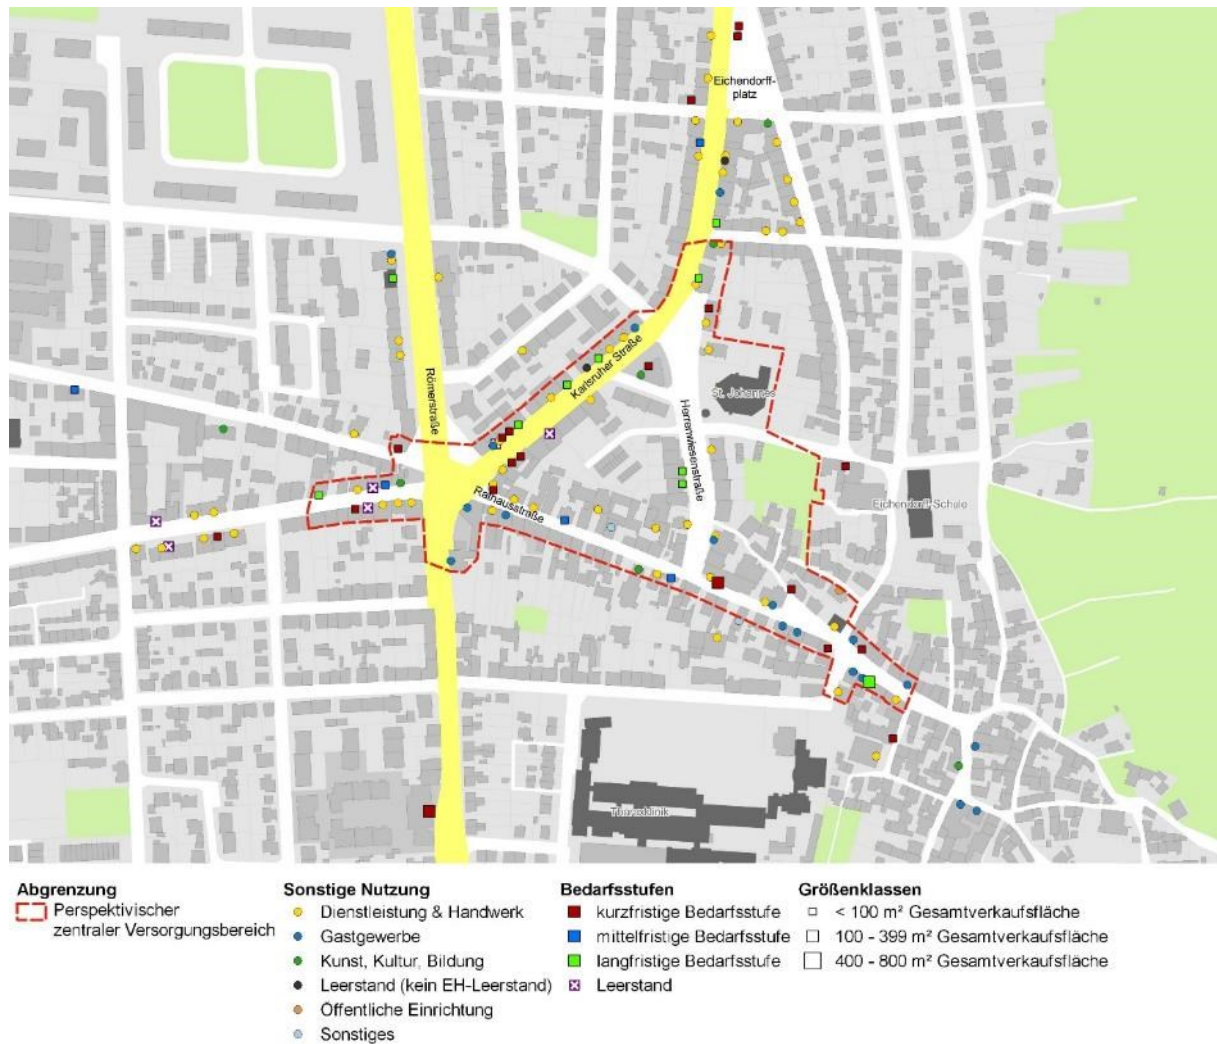 Eichendorff-
platz
Karlsruher Straße
Römerstraße
St. Johannes
Herrenwiesenstraße
Rathausstraße
Eichendorff-Schule
Thoraxklinik
Abgrenzung
Perspektivischer
zentraler Versorgungsbereich
Sonstige Nutzung
Dienstleistung & Handwerk
Gastgewerbe
Kunst, Kultur, Bildung
Leerstand (kein EH-Leerstand)
Öffentliche Einrichtung
Sonstiges
Bedarfsstufen
kurzfristige Bedarfsstufe
mittelfristige Bedarfsstufe
langfristige Bedarfsstufe
Leerstand
Größenklassen
< 100 m² Gesamtverkaufsfläche
100 - 399 m² Gesamtverkaufsfläche
400 - 800 m² Gesamtverkaufsfläche